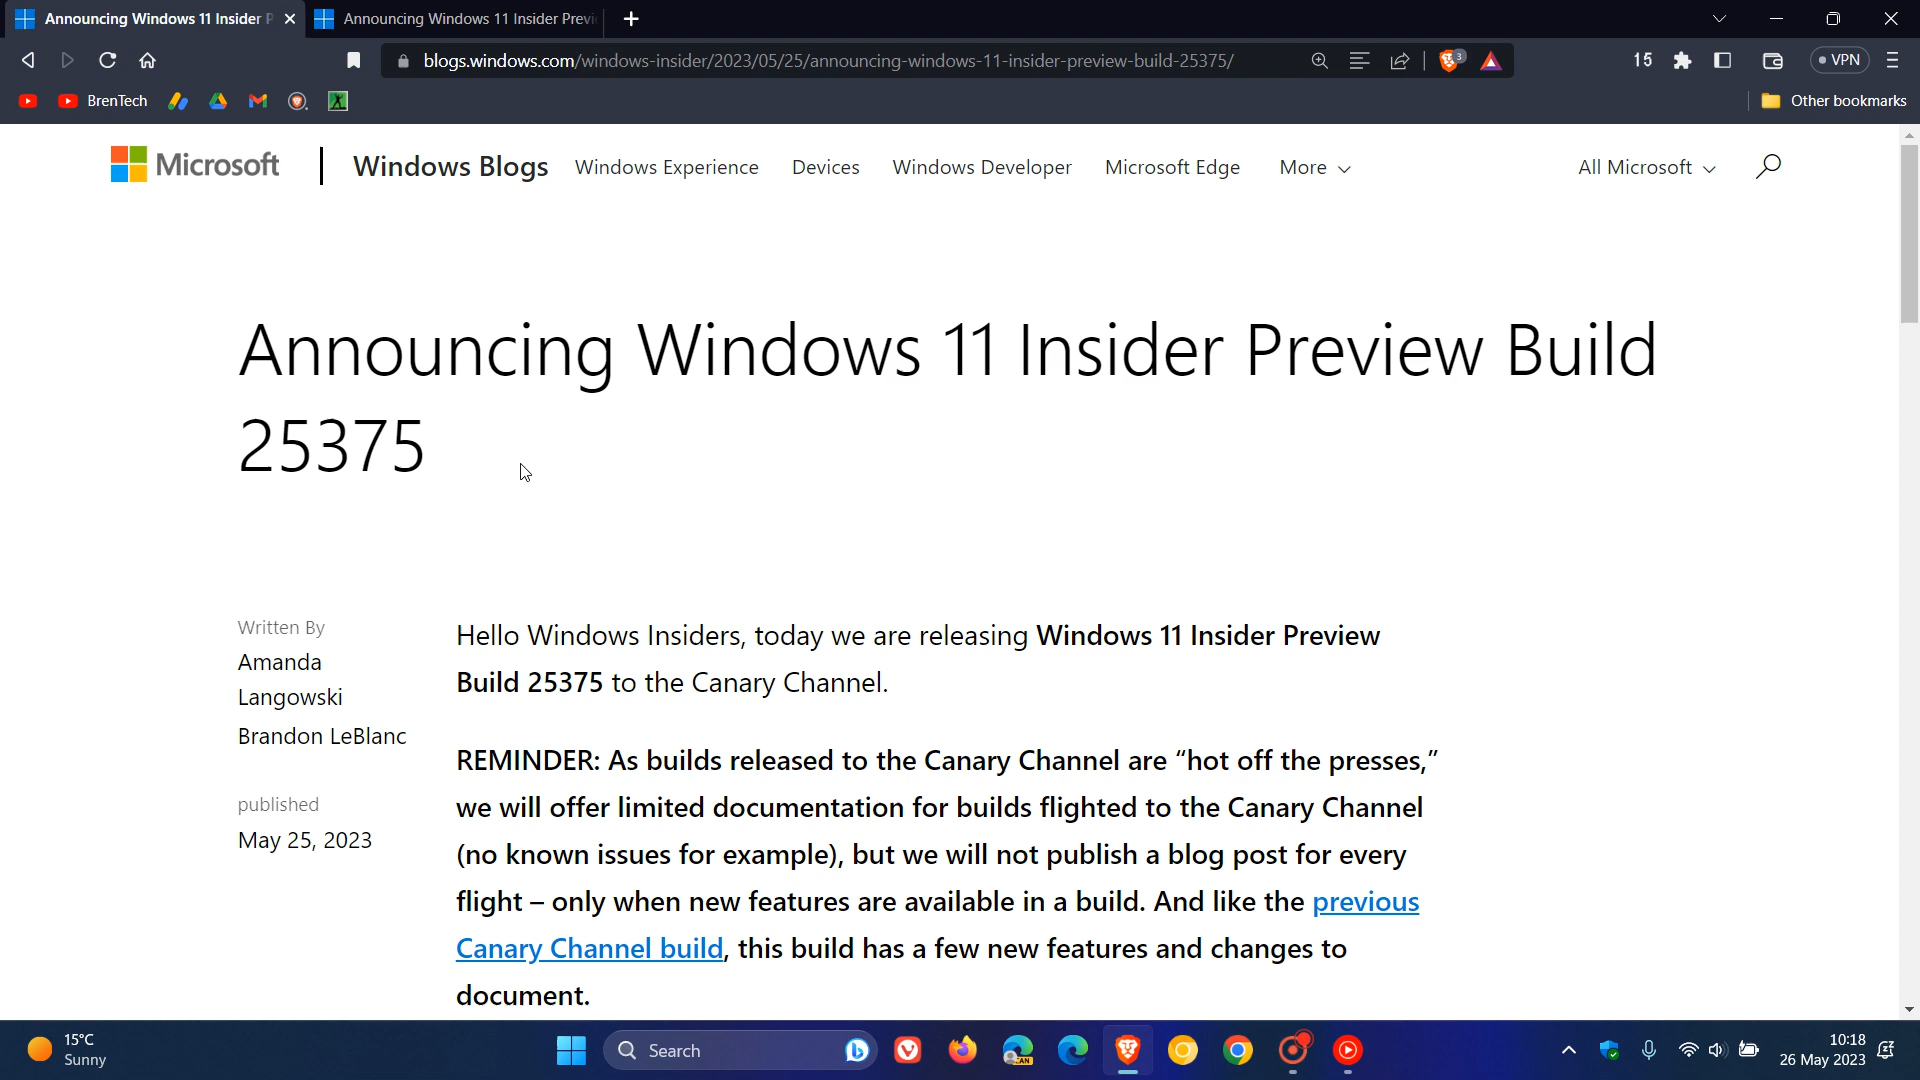 Announcing Windows 11 Insider P
Announcing Windows 11 Insider Previ
blogs.windows.com/windows-insider/2023/05/25/announcing-windows-11-insider-preview-build-25375/
3
15
VPN
BrenTech
Other bookmarks
Microsoft
Windows Blogs
Windows Experience
Devices
Windows Developer
Microsoft Edge
More
All Microsoft
Announcing Windows 11 Insider Preview Build
25375
Written By
Amanda
Langowski
Brandon LeBlanc
published
May 25, 2023
Hello Windows Insiders, today we are releasing Windows 11 Insider Preview
Build 25375 to the Canary Channel.
REMINDER: As builds released to the Canary Channel are “hot off the presses,”
we will offer limited documentation for builds flighted to the Canary Channel
(no known issues for example), but we will not publish a blog post for every
flight – only when new features are available in a build. And like the previous
Canary Channel build, this build has a few new features and changes to
document.
15°C
Sunny
Search
CAN
10:18
26 May 2023